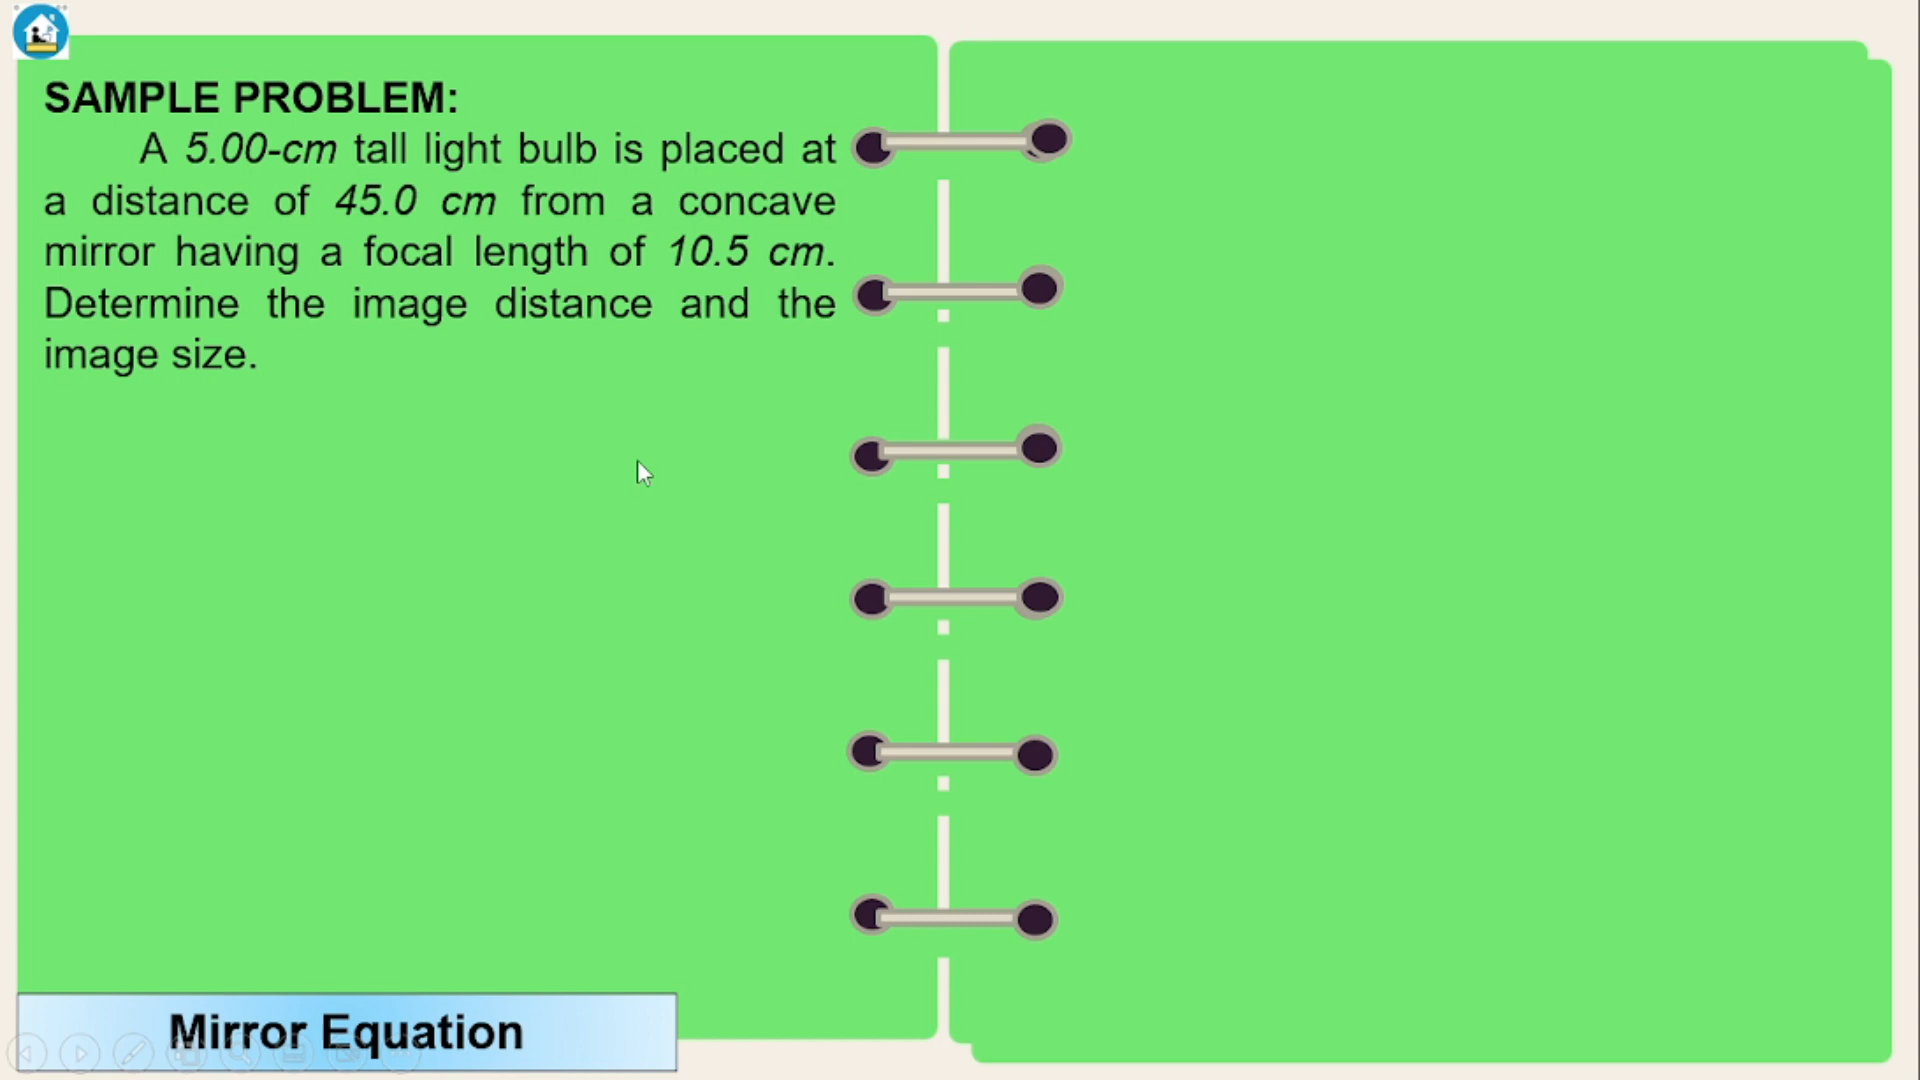 SAMPLE PROBLEM:
A 5.00-cm tall light bulb is placed at
a distance of 45.0 cm from a concave
mirror having a focal length of 10.5 cm.
Determine the image distance and the
image size.
Mirror Equation